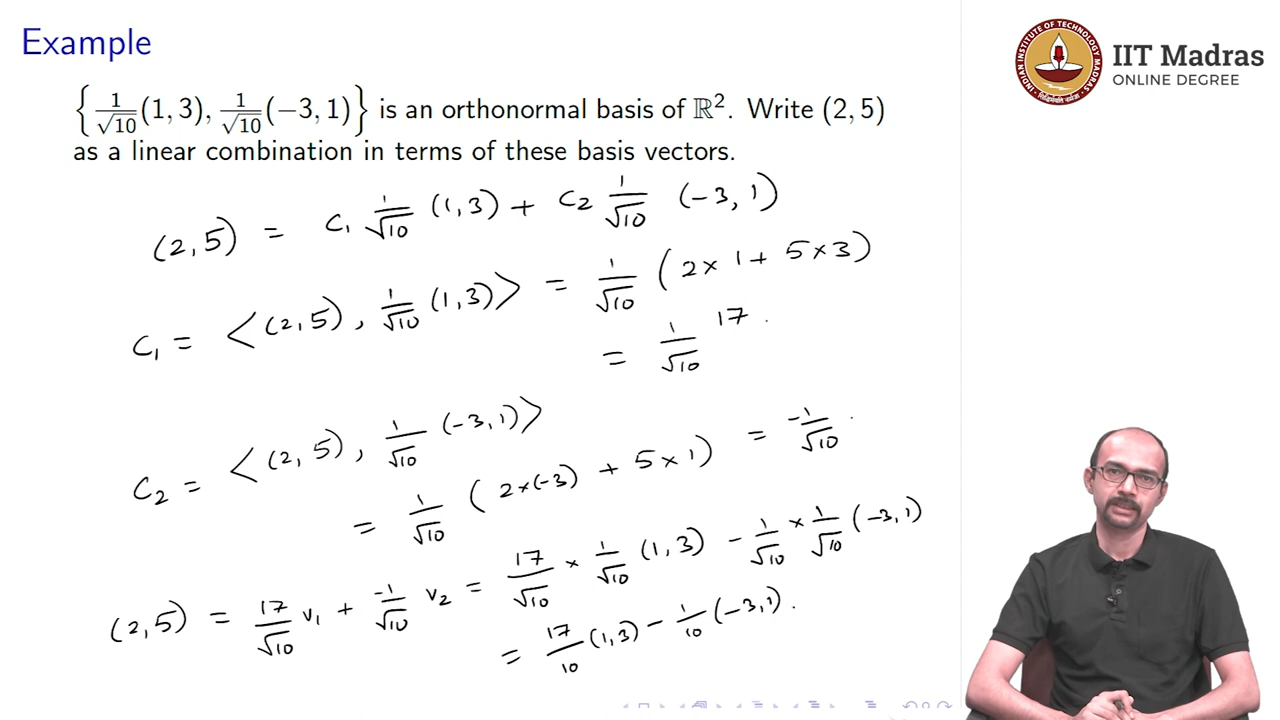 Example
IIT Madras
ONLINE DEGREE
{1/√10(1, 3), 1/√10(−3, 1)} is an orthonormal basis of ℝ². Write (2, 5)
as a linear combination in terms of these basis vectors.
(2,5) = c₁ 1/√10 (1,3) + c₂ 1/√10 (−3,1)
c₁ = <(2,5), 1/√10 (1,3)> = 1/√10 (2×1 + 5×3)
= 1/√10 17.
c₂ = <(2,5), 1/√10 (−3,1)>
= 1/√10 (2×(−3) + 5×1) = −1/√10.
(2,5) = 17/√10 v₁ + −1/√10 v₂ = 17/√10 × 1/√10 (1,3) − 1/√10 × 1/√10 (−3,1)
= 17/10 (1,3) − 1/10 (−3,1).